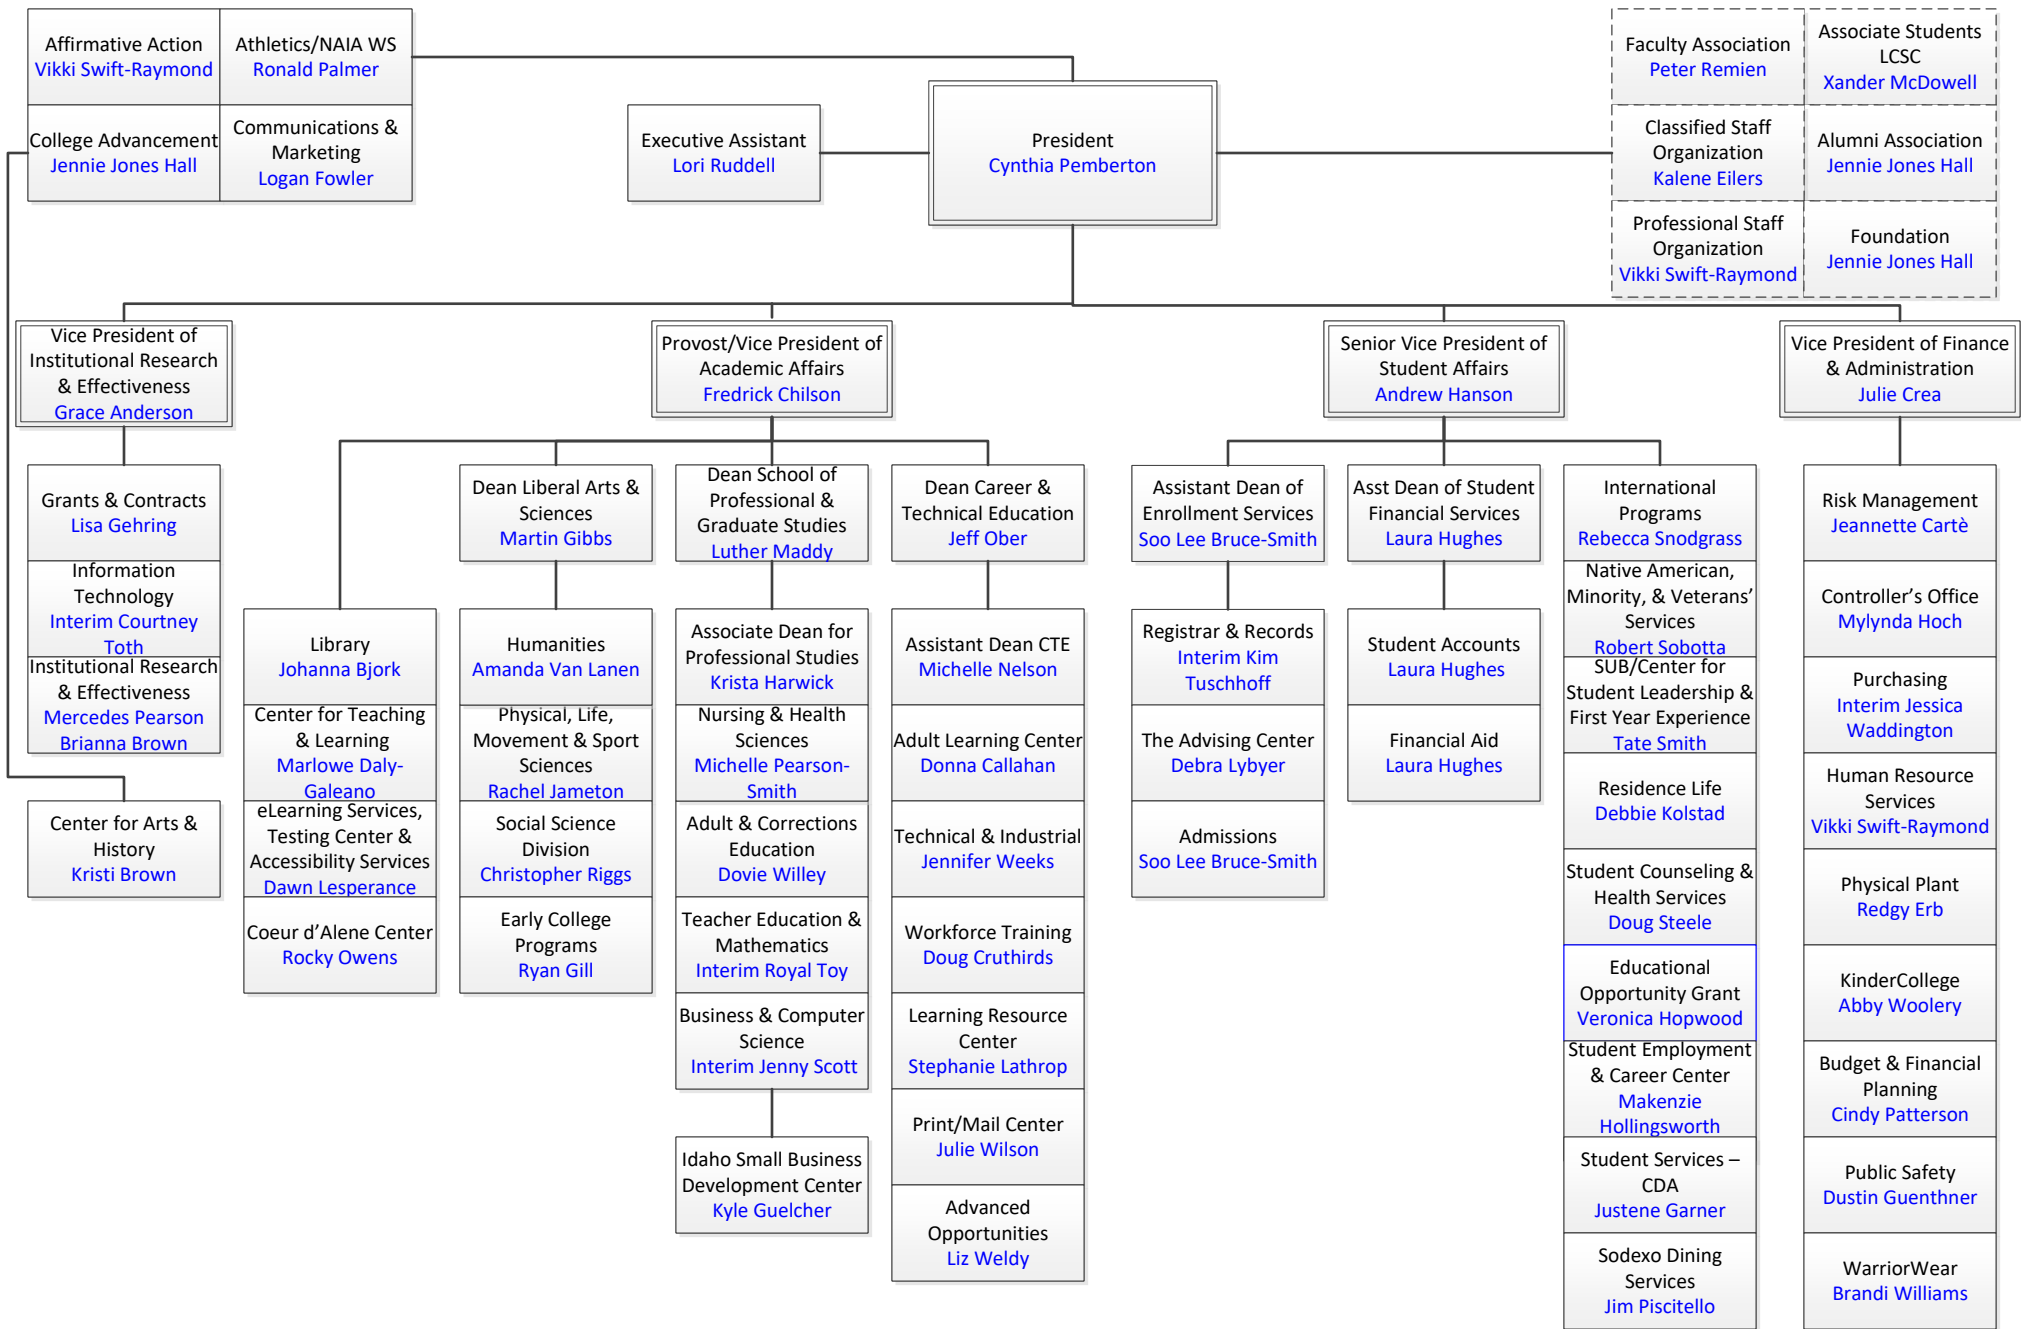 Affirmative Action
Vikki Swift-Raymond
Athletics/NAIA WS
Ronald Palmer
College Advancement
Jennie Jones Hall
Communications &
Marketing
Logan Fowler
Executive Assistant
Lori Ruddell
President
Cynthia Pemberton
Faculty Association
Peter Remien
Associate Students
LCSC
Xander McDowell
Classified Staff
Organization
Kalene Eilers
Alumni Association
Jennie Jones Hall
Professional Staff
Organization
Vikki Swift-Raymond
Foundation
Jennie Jones Hall
Vice President of
Institutional Research
& Effectiveness
Grace Anderson
Provost/Vice President of
Academic Affairs
Fredrick Chilson
Senior Vice President of
Student Affairs
Andrew Hanson
Vice President of Finance
& Administration
Julie Crea
Grants & Contracts
Lisa Gehring
Information
Technology
Interim Courtney
Toth
Institutional Research
& Effectiveness
Mercedes Pearson
Brianna Brown
Center for Arts &
History
Kristi Brown
Library
Johanna Bjork
Center for Teaching
& Learning
Marlowe Daly-
Galeano
eLearning Services,
Testing Center &
Accessibility Services
Dawn Lesperance
Coeur d’Alene Center
Rocky Owens
Dean Liberal Arts &
Sciences
Martin Gibbs
Humanities
Amanda Van Lanen
Physical, Life,
Movement & Sport
Sciences
Rachel Jameton
Social Science
Division
Christopher Riggs
Early College
Programs
Ryan Gill
Dean School of
Professional &
Graduate Studies
Luther Maddy
Associate Dean for
Professional Studies
Krista Harwick
Nursing & Health
Sciences
Michelle Pearson-
Smith
Adult & Corrections
Education
Dovie Willey
Teacher Education &
Mathematics
Interim Royal Toy
Business & Computer
Science
Interim Jenny Scott
Idaho Small Business
Development Center
Kyle Guelcher
Dean Career &
Technical Education
Jeff Ober
Assistant Dean CTE
Michelle Nelson
Adult Learning Center
Donna Callahan
Technical & Industrial
Jennifer Weeks
Workforce Training
Doug Cruthirds
Learning Resource
Center
Stephanie Lathrop
Print/Mail Center
Julie Wilson
Advanced
Opportunities
Liz Weldy
Assistant Dean of
Enrollment Services
Soo Lee Bruce-Smith
Registrar & Records
Interim Kim
Tuschhoff
The Advising Center
Debra Lybyer
Admissions
Soo Lee Bruce-Smith
Asst Dean of Student
Financial Services
Laura Hughes
Student Accounts
Laura Hughes
Financial Aid
Laura Hughes
International
Programs
Rebecca Snodgrass
Native American,
Minority, & Veterans’
Services
Robert Sobotta
SUB/Center for
Student Leadership &
First Year Experience
Tate Smith
Residence Life
Debbie Kolstad
Student Counseling &
Health Services
Doug Steele
Educational
Opportunity Grant
Veronica Hopwood
Student Employment
& Career Center
Makenzie
Hollingsworth
Student Services –
CDA
Justene Garner
Sodexo Dining
Services
Jim Piscitello
Risk Management
Jeannette Cartè
Controller’s Office
Mylynda Hoch
Purchasing
Interim Jessica
Waddington
Human Resource
Services
Vikki Swift-Raymond
Physical Plant
Redgy Erb
KinderCollege
Abby Woolery
Budget & Financial
Planning
Cindy Patterson
Public Safety
Dustin Guenthner
WarriorWear
Brandi Williams